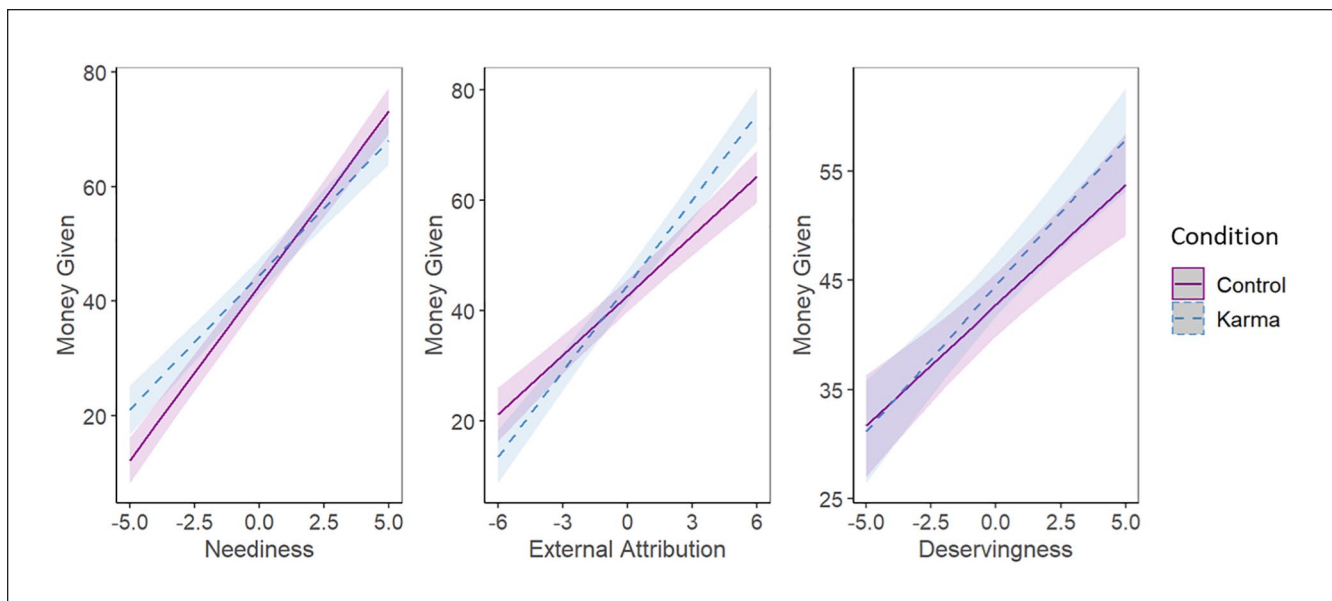 80
60
40
20
Money Given
-5.0 -2.5 0.0 2.5 5.0
Neediness
80
60
40
20
Money Given
-6 -3 0 3 6
External Attribution
55
45
35
25
Money Given
-5.0 -2.5 0.0 2.5 5.0
Deservingness
Condition
Control
Karma